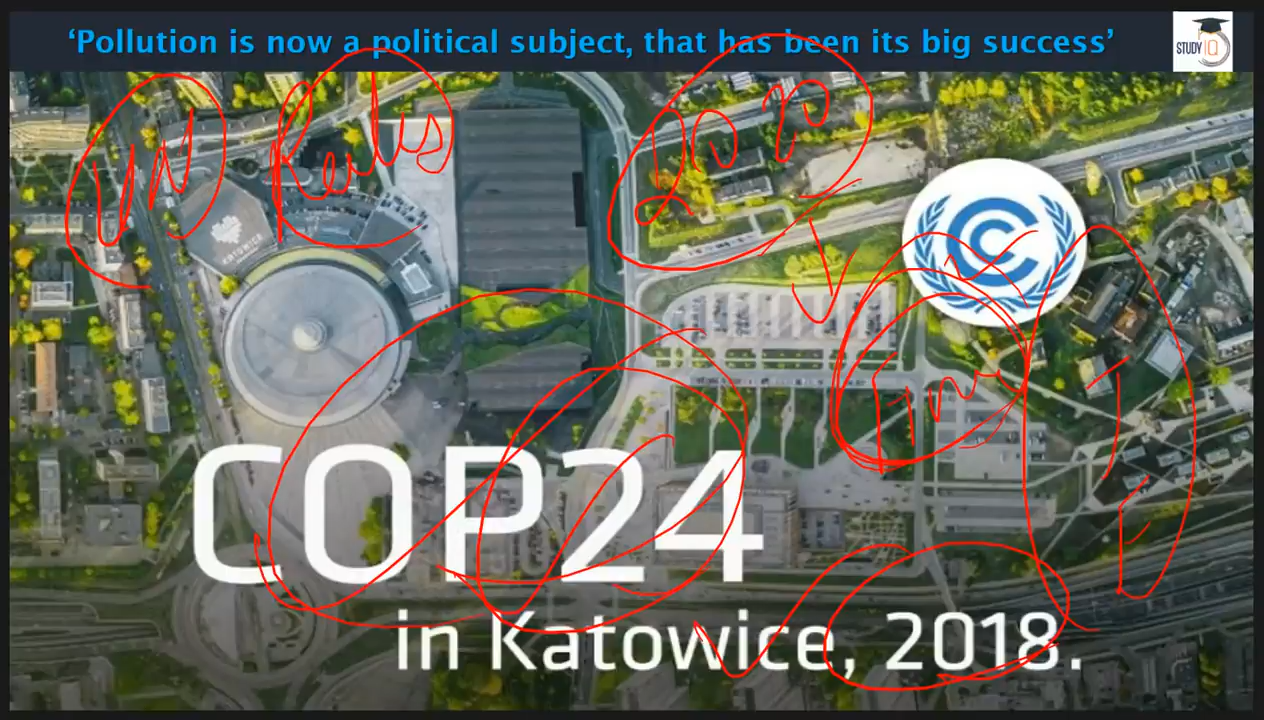 ‘Pollution is now a political subject, that has been its big success’
STUDY IQ
UN Rules
2020
KATOWICE
COP24
in Katowice, 2018.